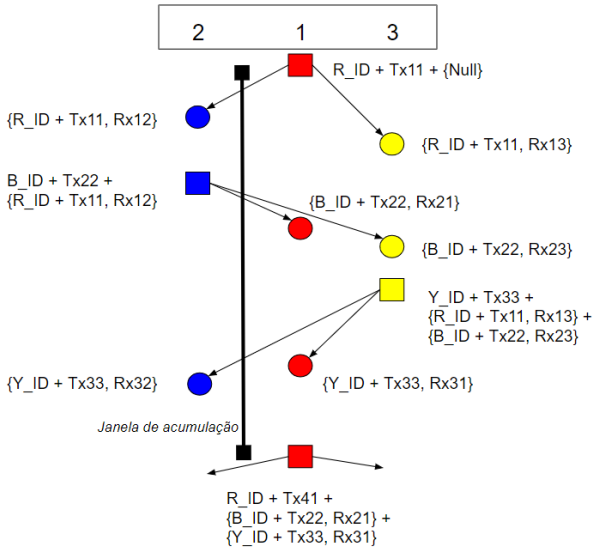 2 1 3
R_ID + Tx11 + {Null}
{R_ID + Tx11, Rx12}
{R_ID + Tx11, Rx13}
B_ID + Tx22 +
{R_ID + Tx11, Rx12}
{B_ID + Tx22, Rx21}
{B_ID + Tx22, Rx23}
Y_ID + Tx33 +
{R_ID + Tx11, Rx13} +
{B_ID + Tx22, Rx23}
{Y_ID + Tx33, Rx32}
{Y_ID + Tx33, Rx31}
Janela de acumulação
R_ID + Tx41 +
{B_ID + Tx22, Rx21} +
{Y_ID + Tx33, Rx31}